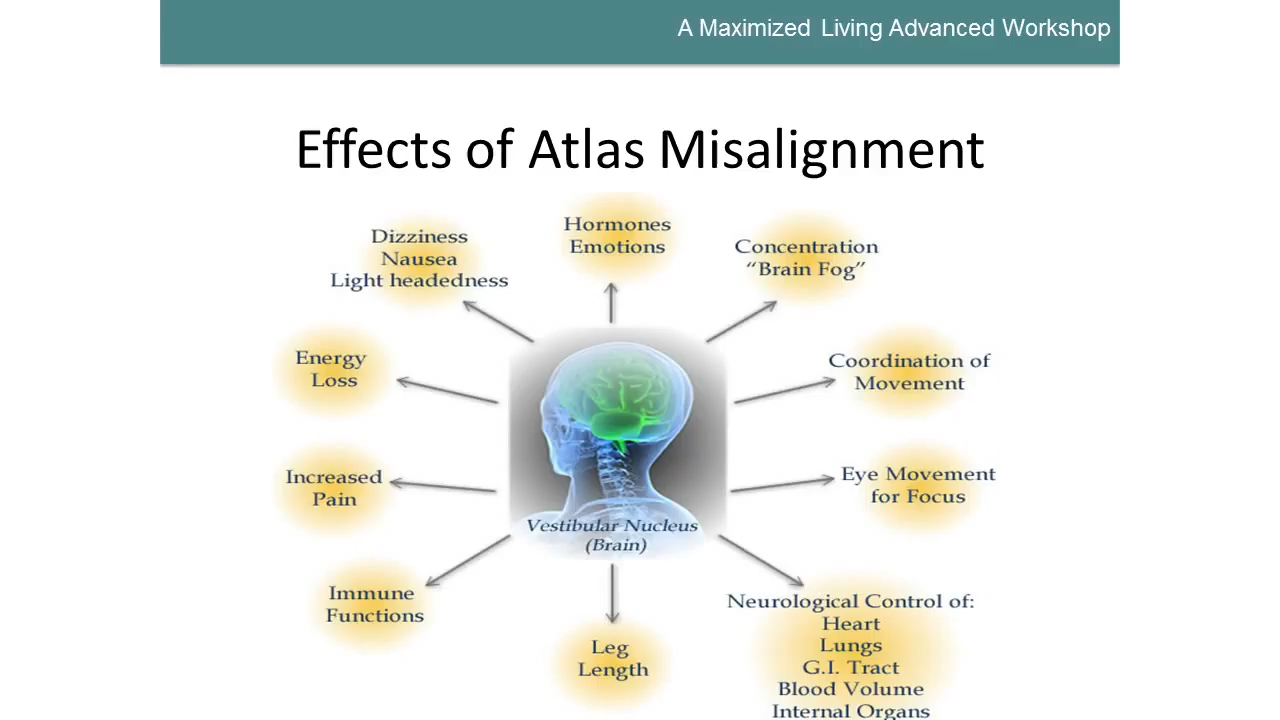 A Maximized Living Advanced Workshop
Effects of Atlas Misalignment
Hormones
Emotions
Dizziness
Nausea
Light headedness
Concentration
“Brain Fog”
Energy
Loss
Coordination of
Movement
Increased
Pain
Eye Movement
for Focus
Vestibular Nucleus
(Brain)
Immune
Functions
Leg
Length
Neurological Control of:
Heart
Lungs
G.I. Tract
Blood Volume
Internal Organs